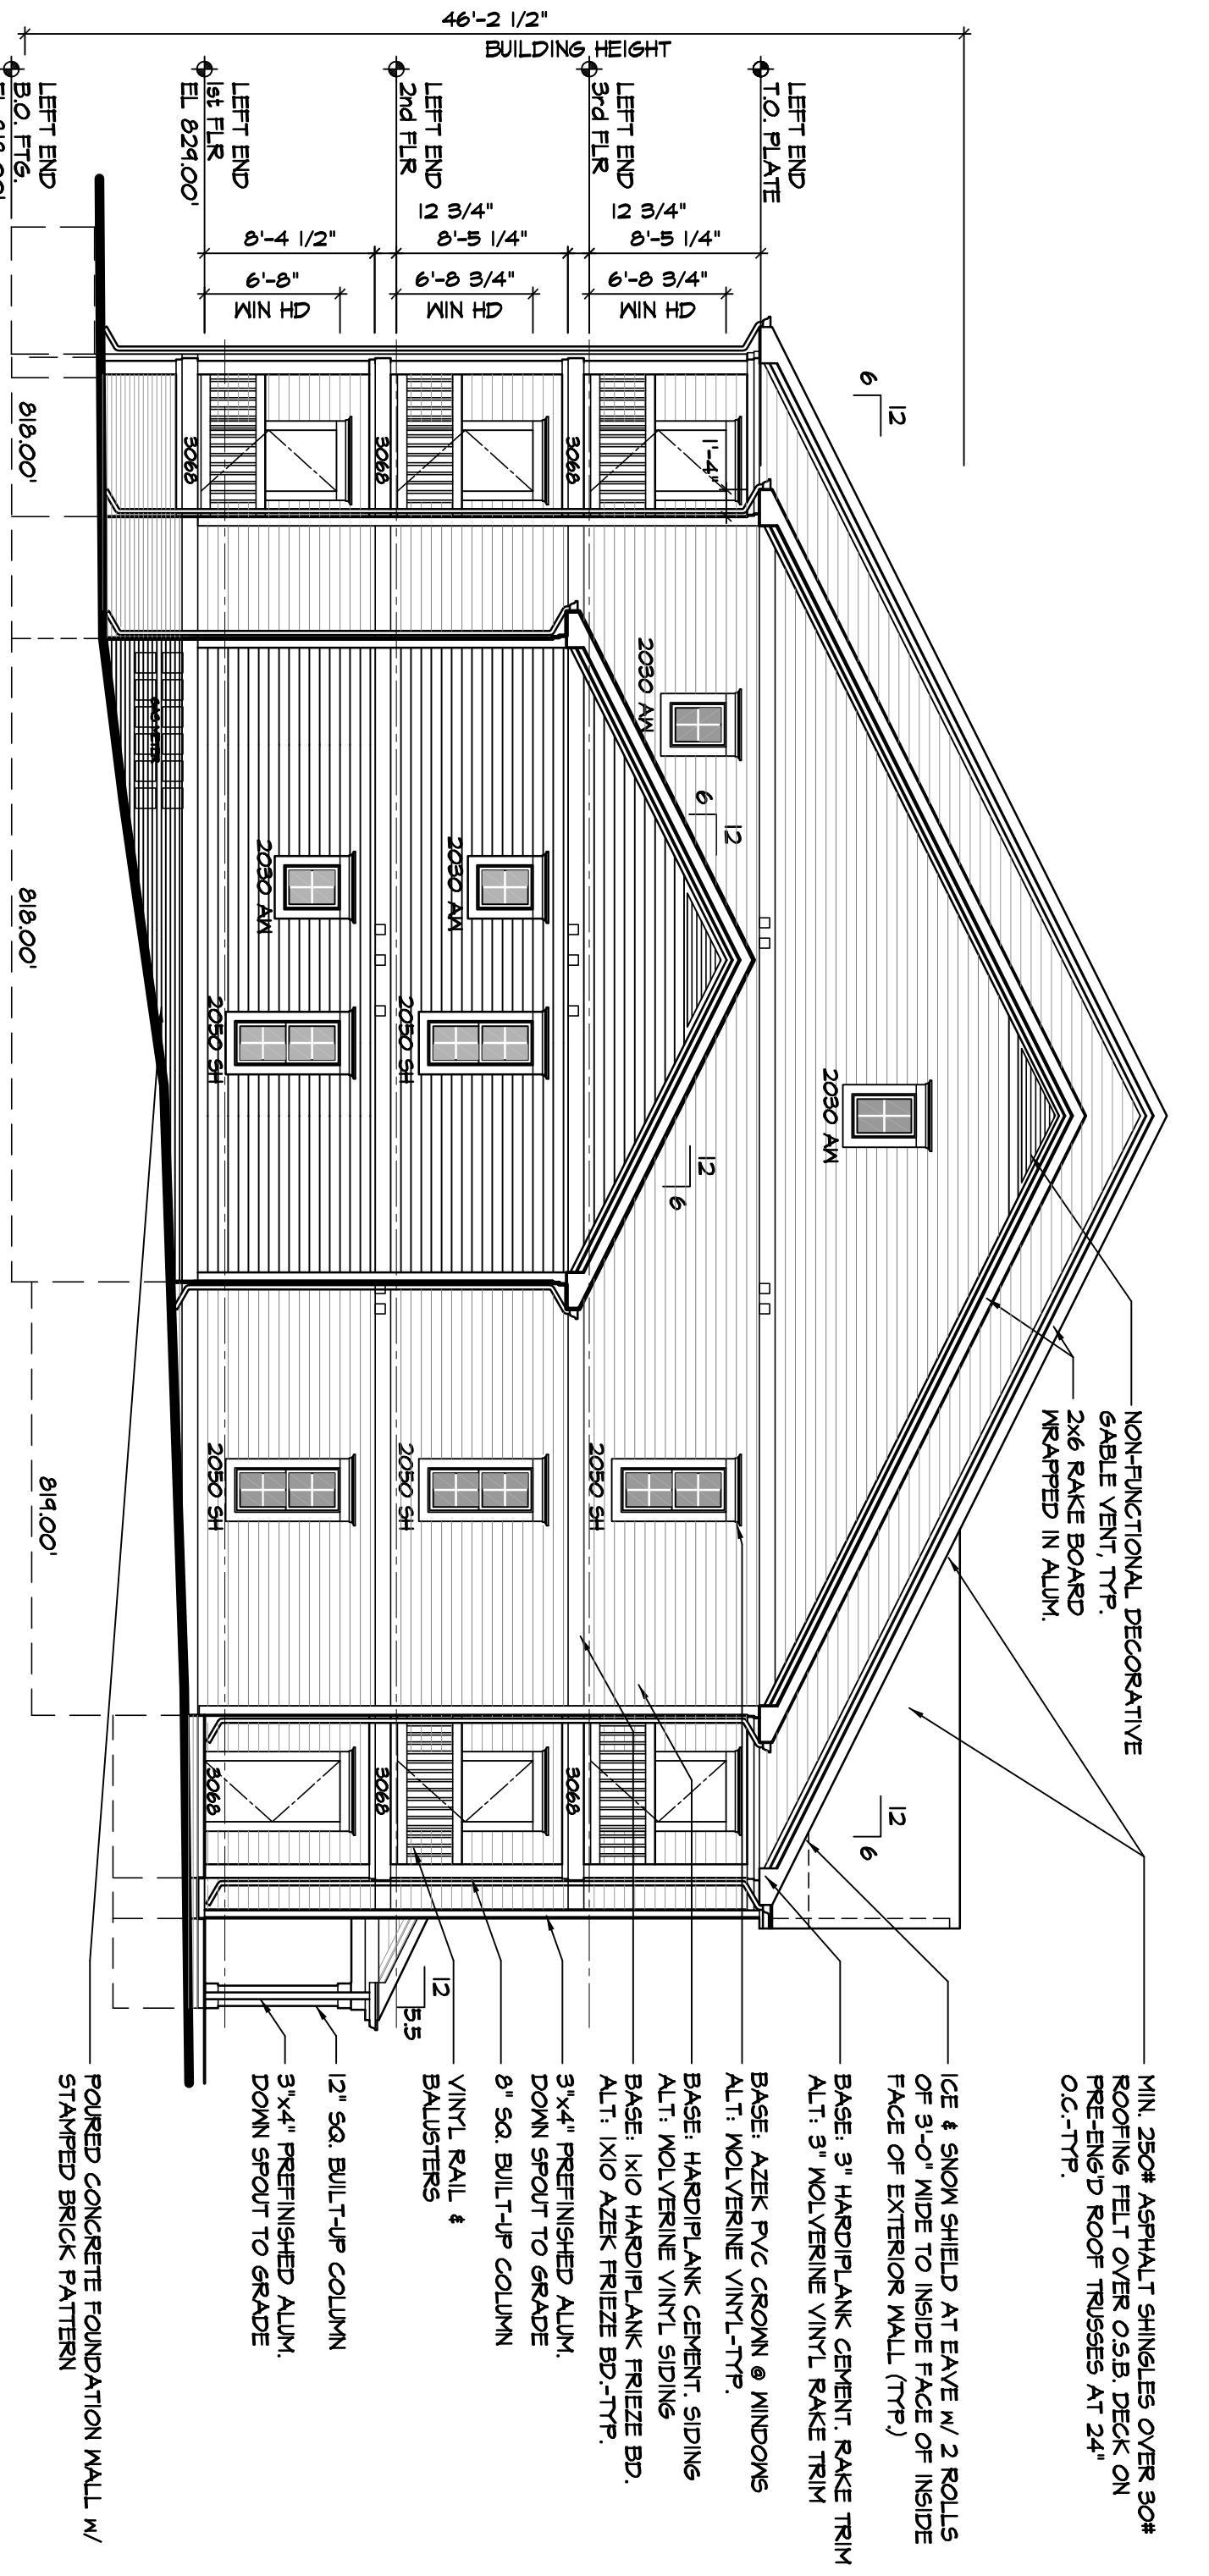 46'-2 1/2"
BUILDING HEIGHT
LEFT END
T.O. PLATE
LEFT END
3rd FLR
LEFT END
2nd FLR
LEFT END
1st FLR
EL 829.00'
LEFT END
B.O. FTG.
8'-5 1/4"
6'-8 3/4"
MIN HD
12 3/4"
8'-5 1/4"
6'-8 3/4"
MIN HD
12 3/4"
8'-4 1/2"
6'-8"
MIN HD
12
6
1'-4"
3068
3068
3068
2030 AW
12
6
2030 AW
2030 AW
2050 SH
2050 SH
12
6
2030 AW
2050 SH
2050 SH
2050 SH
12
6
3068
3068
3068
12
5.5
818.00'
818.00'
819.00'
NON-FUNCTIONAL DECORATIVE
GABLE VENT, TYP.
2x6 RAKE BOARD
WRAPPED IN ALUM.
MIN. 250# ASPHALT SHINGLES OVER 30#
ROOFING FELT OVER O.S.B. DECK ON
PRE-ENG'D ROOF TRUSSES AT 24"
O.C.-TYP.
ICE & SNOW SHIELD AT EAVE W/ 2 ROLLS
OF 3'-0" WIDE TO INSIDE FACE OF INSIDE
FACE OF EXTERIOR WALL (TYP.)
BASE: 3" HARDIPLANK CEMENT. RAKE TRIM
ALT: 3" WOLVERINE VINYL RAKE TRIM
BASE: AZEK PVC CROWN @ WINDOWS
ALT: WOLVERINE VINYL-TYP.
BASE: HARDIPLANK CEMENT. SIDING
ALT: WOLVERINE VINYL SIDING
BASE: 1x10 HARDIPLANK FRIEZE BD.
ALT: 1X10 AZEK FRIEZE BD.-TYP.
3"x4" PREFINISHED ALUM.
DOWN SPOUT TO GRADE
8" SQ. BUILT-UP COLUMN
VINYL RAIL &
BALUSTERS
12" SQ. BUILT-UP COLUMN
3"x4" PREFINISHED ALUM.
DOWN SPOUT TO GRADE
POURED CONCRETE FOUNDATION WALL W/
STAMPED BRICK PATTERN